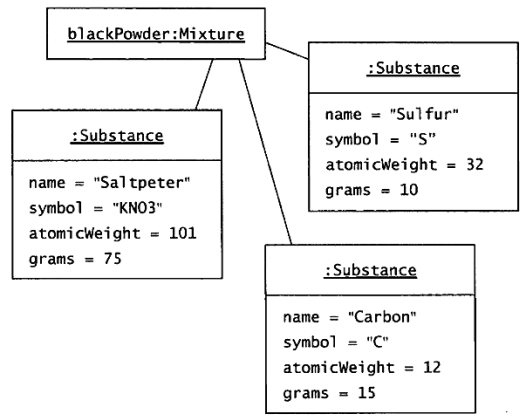 blackPowder:Mixture
:Substance
name = "Sulfur"
symbol = "S"
atomicWeight = 32
grams = 10
:Substance
name = "Saltpeter"
symbol = "KNO3"
atomicWeight = 101
grams = 75
:Substance
name = "Carbon"
symbol = "C"
atomicWeight = 12
grams = 15